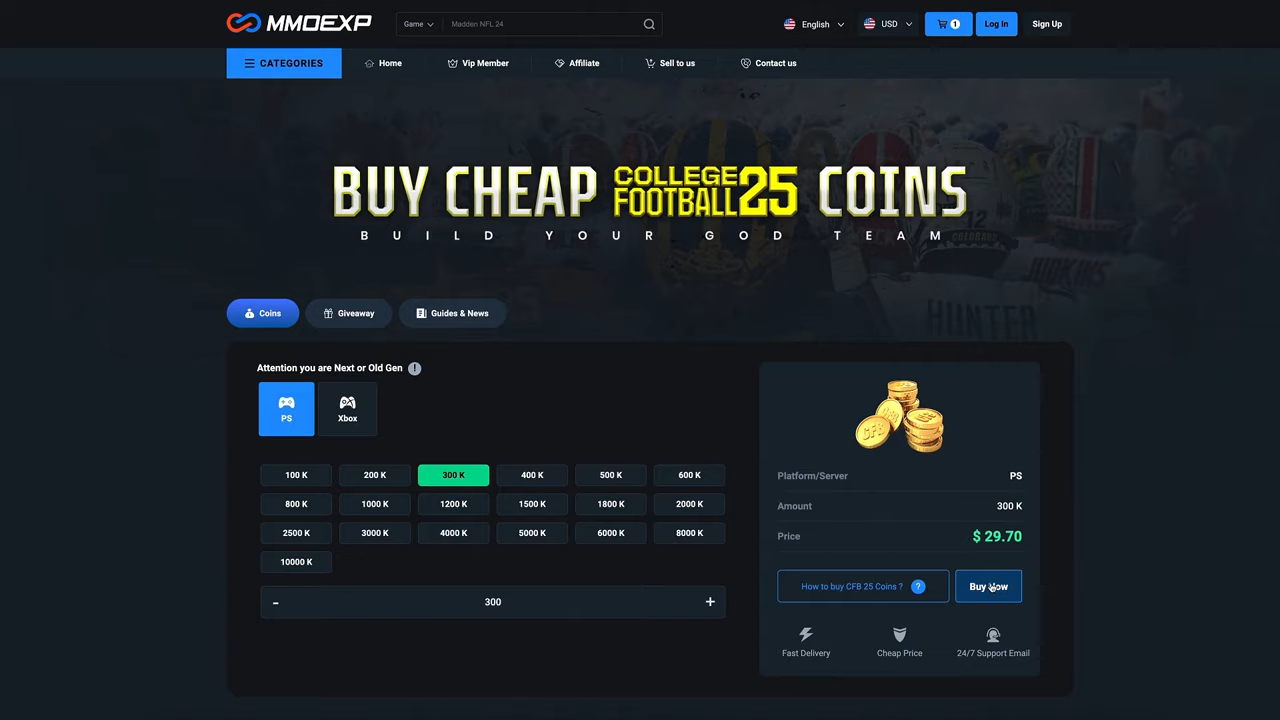 MMOEXP
Game
Madden NFL 24
English
USD
1
Log In
Sign Up
CATEGORIES
Home
Vip Member
Affiliate
Sell to us
Contact us
BUY CHEAP COLLEGE FOOTBALL 25 COINS
BUILD YOUR GOD TEAM
Coins
Giveaway
Guides & News
Attention you are Next or Old Gen !
PS
Xbox
100 K 200 K 300 K 400 K 500 K 600 K
800 K 1000 K 1200 K 1500 K 1800 K 2000 K
2500 K 3000 K 4000 K 5000 K 6000 K 8000 K
10000 K
- 300 +
CFB
Platform/Server PS
Amount 300 K
Price $ 29.70
How to buy CFB 25 Coins ? ?
Buy Now
Fast Delivery
Cheap Price
24/7 Support Email
12
COLORADO
HUNTER